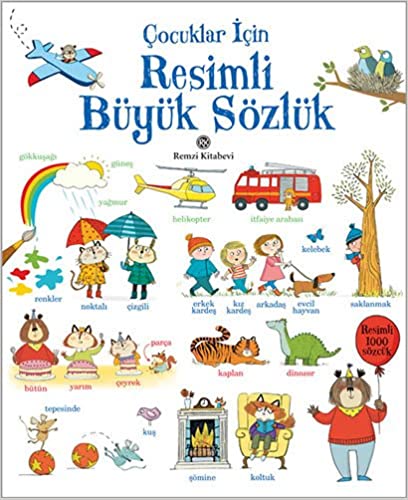 Çocuklar İçin
Resimli
Büyük Sözlük
Remzi Kitabevi
gökkuşağı
güneş
yağmur
helikopter
itfaiye arabası
kelebek
renkler
noktalı
çizgili
erkek
kardeş
kız
kardeş
arkadaş
evcil
hayvan
saklanmak
parça
bütün
yarım
çeyrek
kaplan
dinozor
Resimli
1000
sözcük
tepesinde
kuş
şömine
koltuk